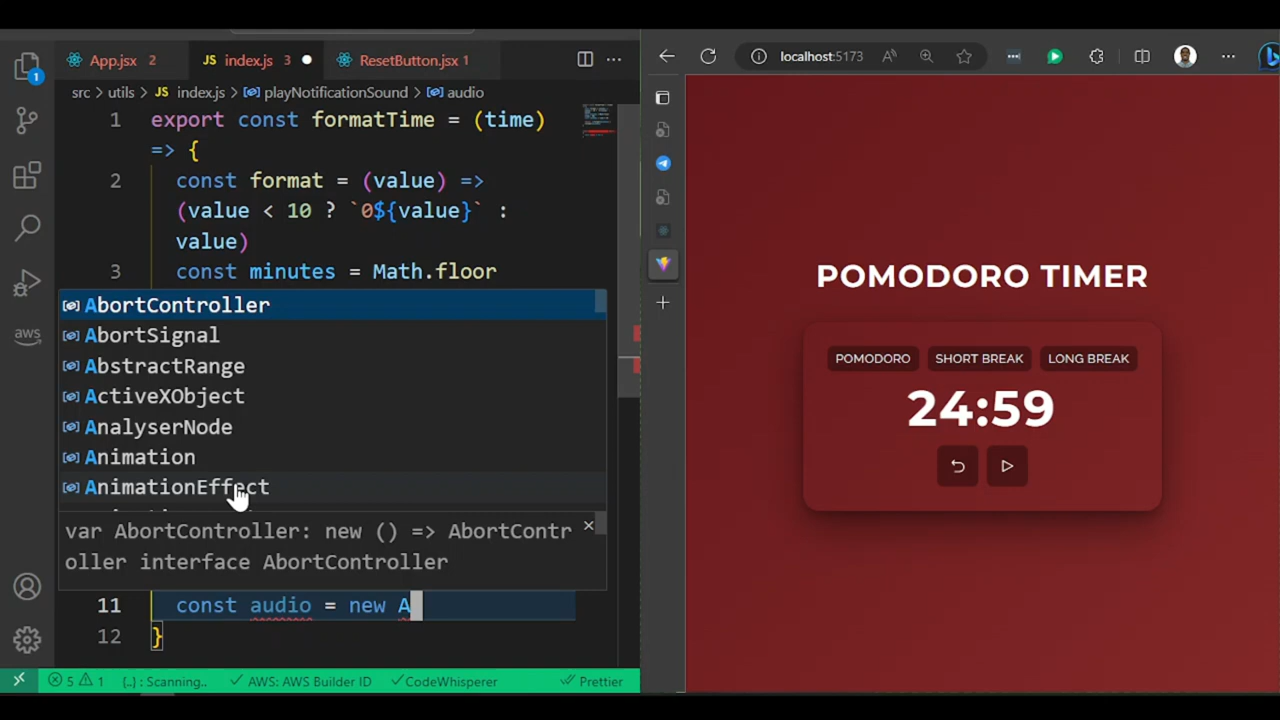 App.jsx 2
JS index.js 3
ResetButton.jsx 1
src > utils > JS index.js > playNotificationSound > audio
1 export const formatTime = (time)
=> {
2 const format = (value) =>
(value < 10 ? `0${value}` :
value)
3 const minutes = Math.floor
AbortController
AbortSignal
AbstractRange
ActiveXObject
AnalyserNode
Animation
AnimationEffect
var AbortController: new () => AbortContr
oller interface AbortController
11 const audio = new A
12 }
1
aws
5 1 {..} : Scanning.. AWS: AWS Builder ID CodeWhisperer Prettier
localhost:5173
POMODORO TIMER
POMODORO SHORT BREAK LONG BREAK
24:59